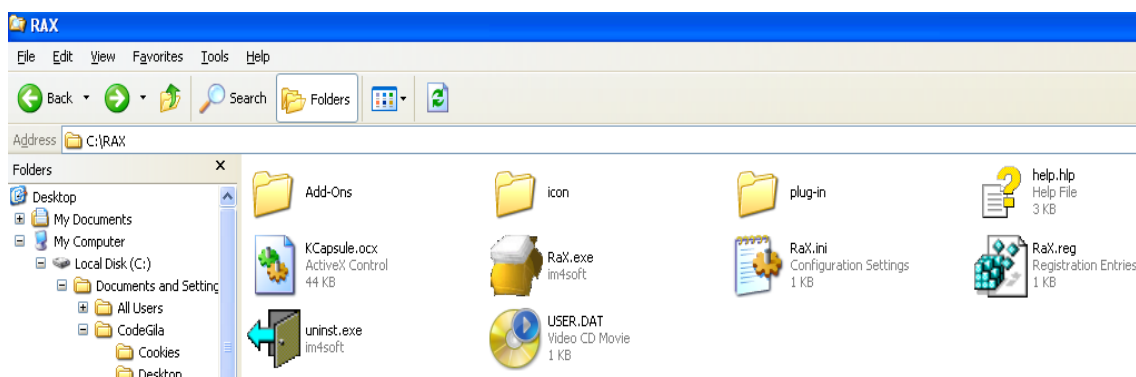 RAX
File Edit View Favorites Tools Help
Back Search Folders
Address C:\RAX
Folders x
Desktop
My Documents
My Computer
Local Disk (C:)
Documents and Setting
All Users
CodeGila
Cookies
Desktop
Add-Ons
icon
plug-in
help.hlp
Help File
3 KB
KCapsule.ocx
ActiveX Control
44 KB
RaX.exe
im4soft
RaX.ini
Configuration Settings
1 KB
RaX.reg
Registration Entries
1 KB
uninst.exe
im4soft
USER.DAT
Video CD Movie
1 KB